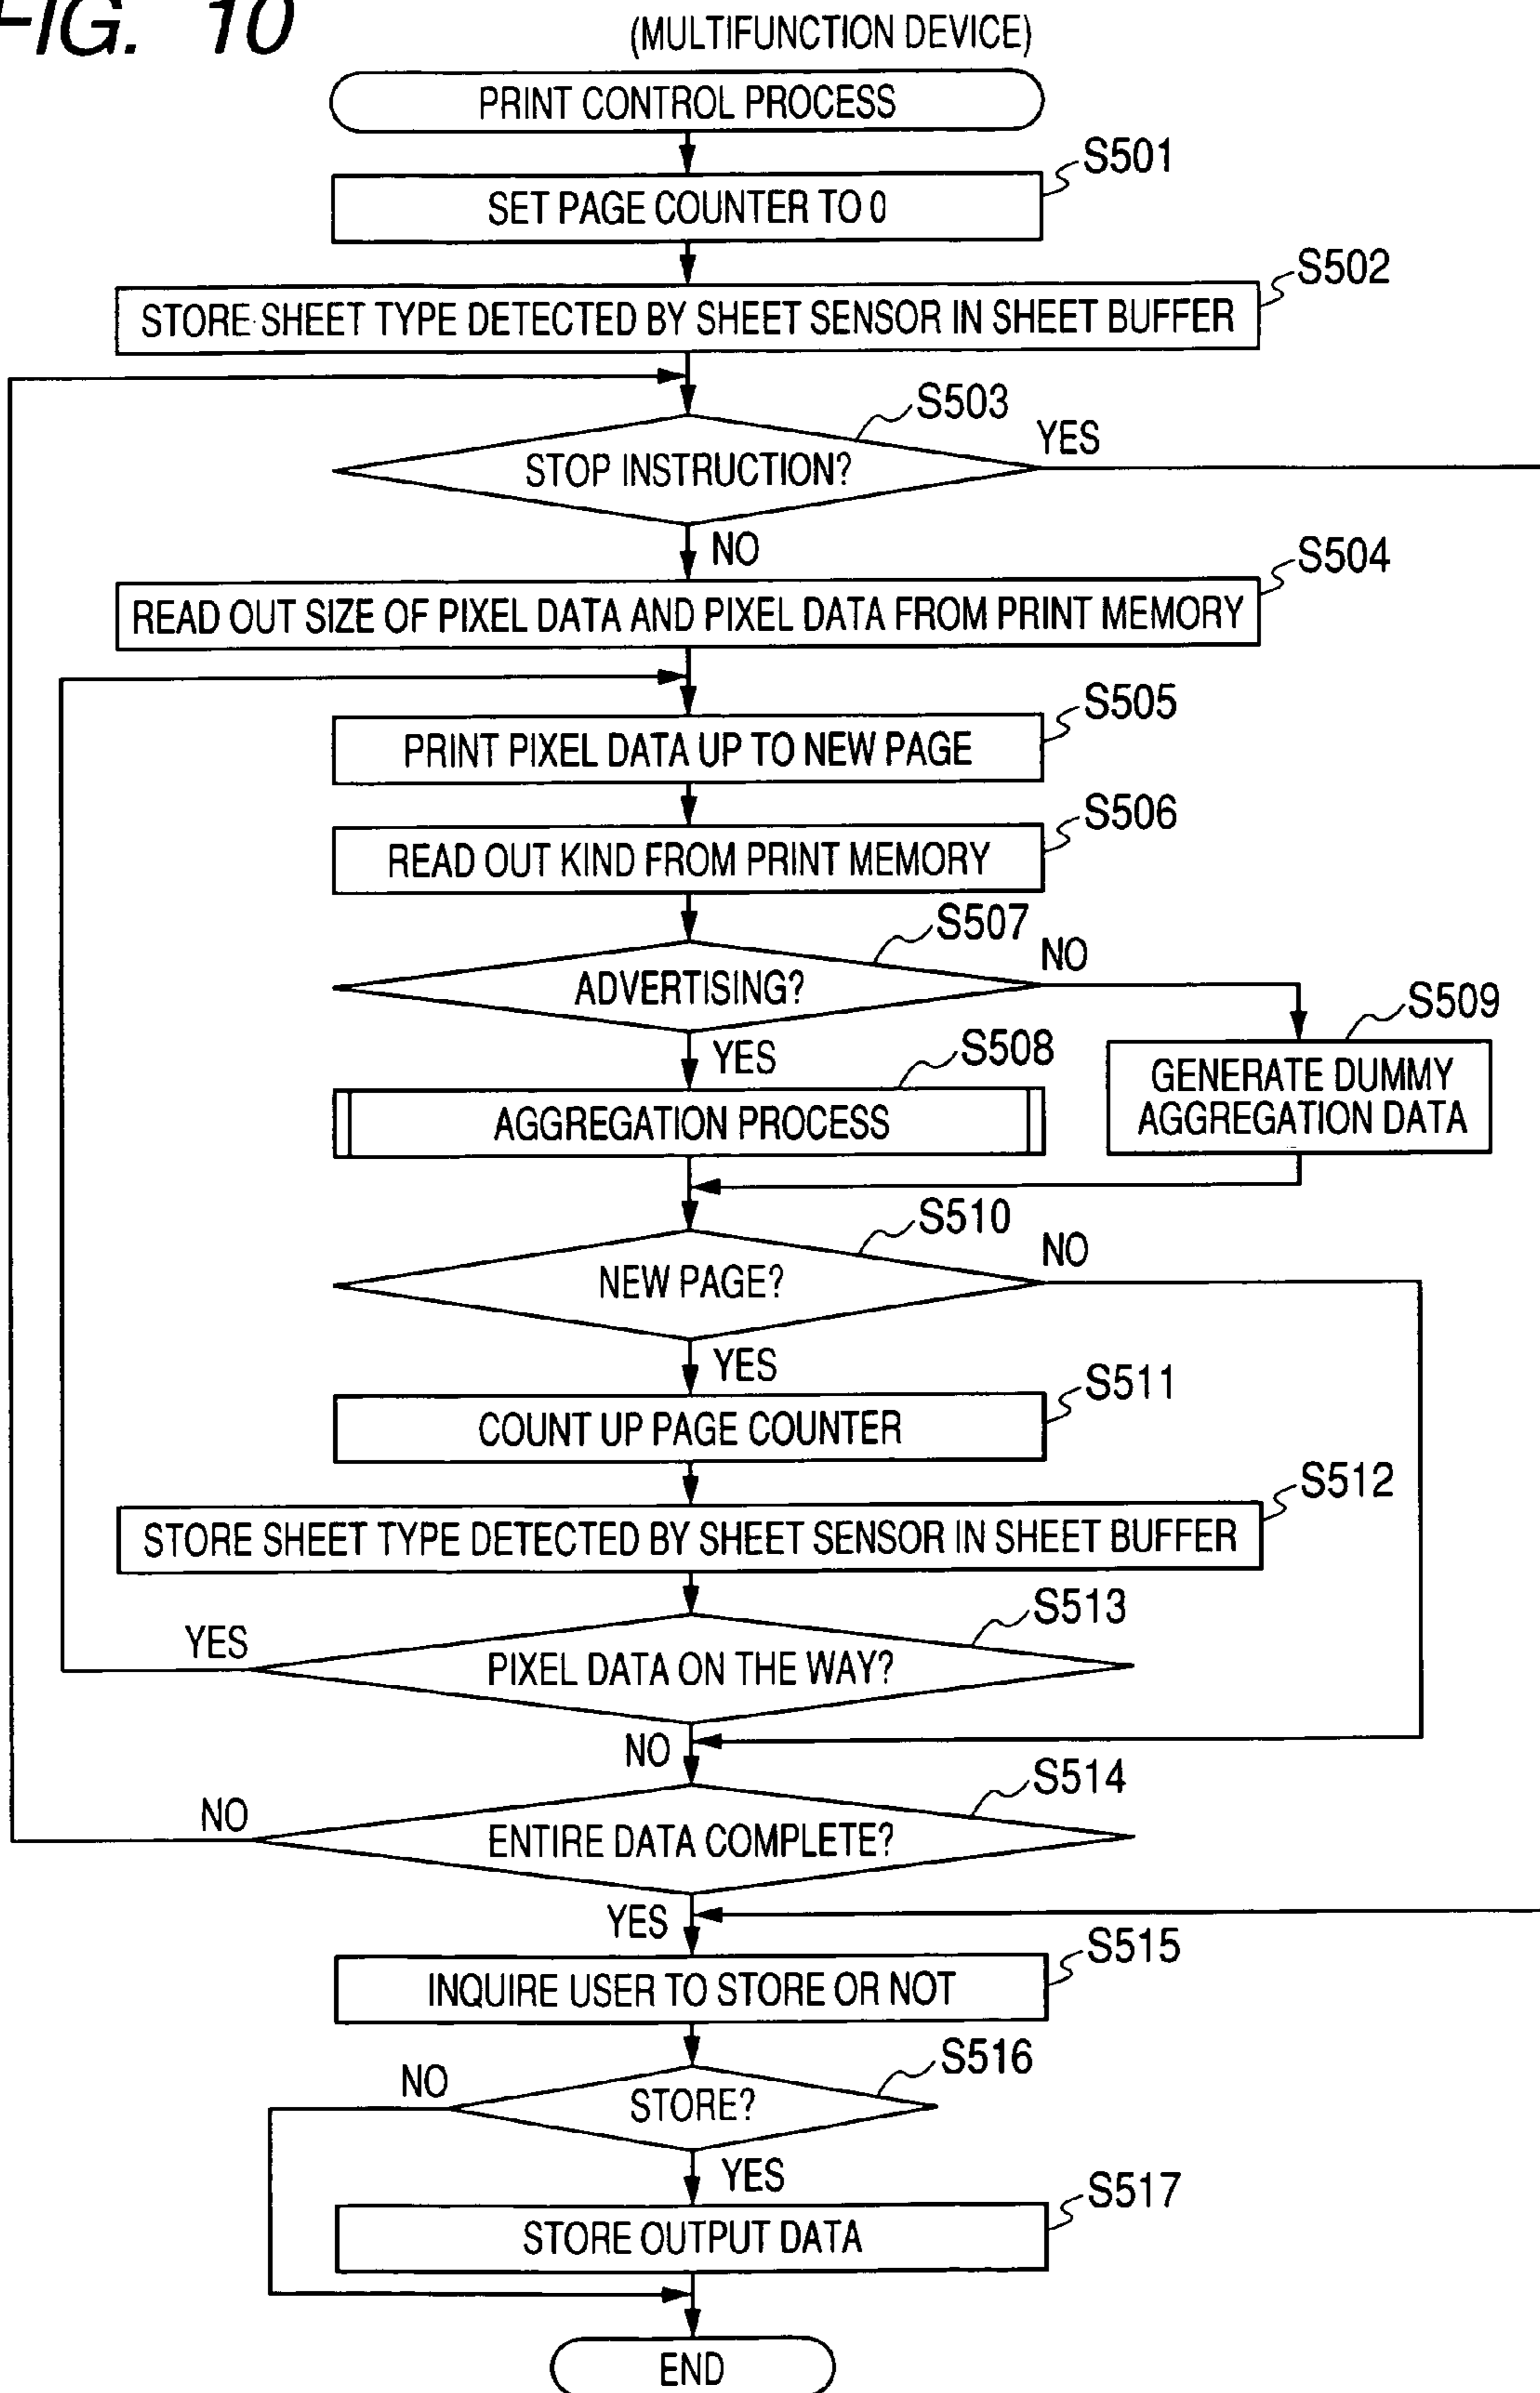 FIG. 10
(MULTIFUNCTION DEVICE)
PRINT CONTROL PROCESS
S501
SET PAGE COUNTER TO 0
S502
STORE SHEET TYPE DETECTED BY SHEET SENSOR IN SHEET BUFFER
S503
YES
STOP INSTRUCTION?
NO
S504
READ OUT SIZE OF PIXEL DATA AND PIXEL DATA FROM PRINT MEMORY
S505
PRINT PIXEL DATA UP TO NEW PAGE
S506
READ OUT KIND FROM PRINT MEMORY
S507
NO
ADVERTISING?
S509
YES
S508
GENERATE DUMMY
AGGREGATION DATA
AGGREGATION PROCESS
S510
NO
NEW PAGE?
YES
S511
COUNT UP PAGE COUNTER
S512
STORE SHEET TYPE DETECTED BY SHEET SENSOR IN SHEET BUFFER
S513
YES
PIXEL DATA ON THE WAY?
NO
S514
NO
ENTIRE DATA COMPLETE?
YES
S515
INQUIRE USER TO STORE OR NOT
S516
NO
STORE?
YES
S517
STORE OUTPUT DATA
END